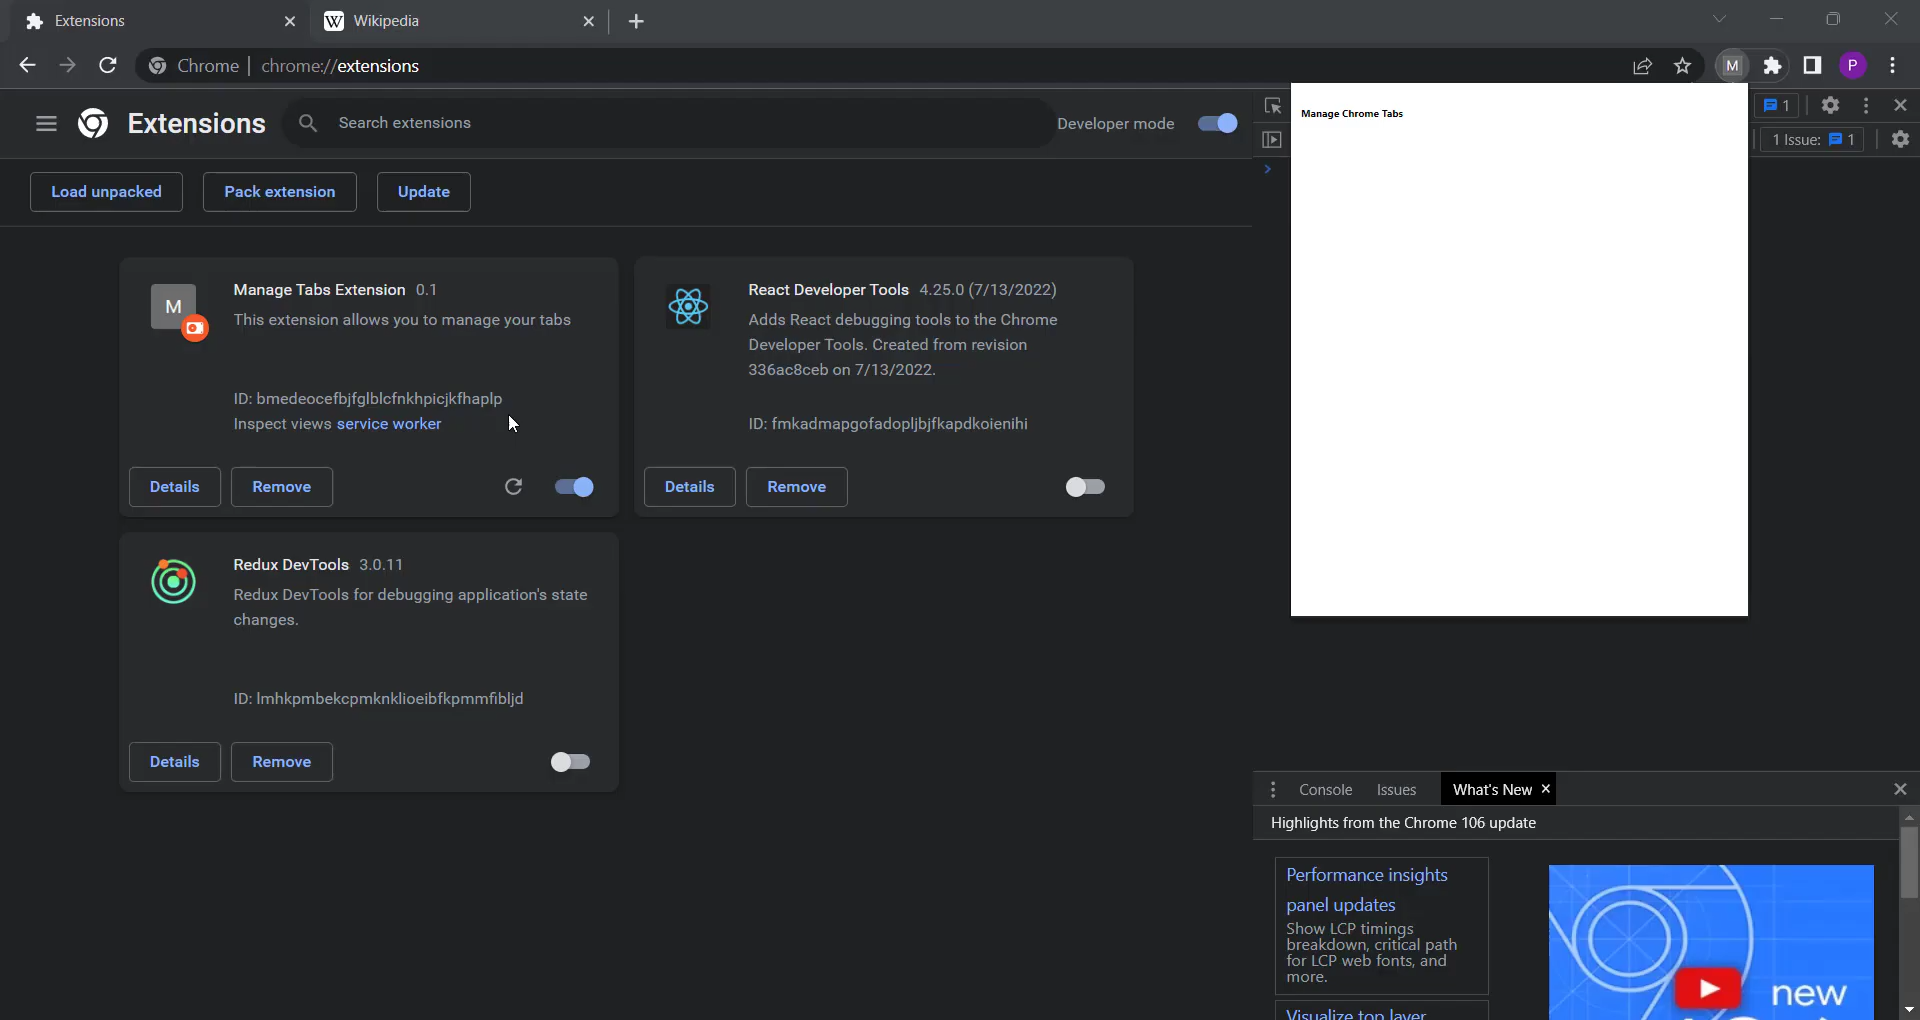 Extensions
Wikipedia
Chrome | chrome://extensions
M
P
Extensions
Search extensions
Developer mode
1
1 Issue: 1
Manage Chrome Tabs
Load unpacked
Pack extension
Update
M
Manage Tabs Extension 0.1
This extension allows you to manage your tabs
ID: bmedeocefbjfglblcfnkhpicjkfhaplp
Inspect views service worker
Details
Remove
React Developer Tools 4.25.0 (7/13/2022)
Adds React debugging tools to the Chrome
Developer Tools. Created from revision
336ac8ceb on 7/13/2022.
ID: fmkadmapgofadopljbjfkapdkoienihi
Details
Remove
Redux DevTools 3.0.11
Redux DevTools for debugging application's state
changes.
ID: lmhkpmbekcpmknklioeibfkpmmfibljd
Details
Remove
Console
Issues
What's New
Highlights from the Chrome 106 update
Performance insights
panel updates
Show LCP timings
breakdown, critical path
for LCP web fonts, and
more.
Visualize top layer
new